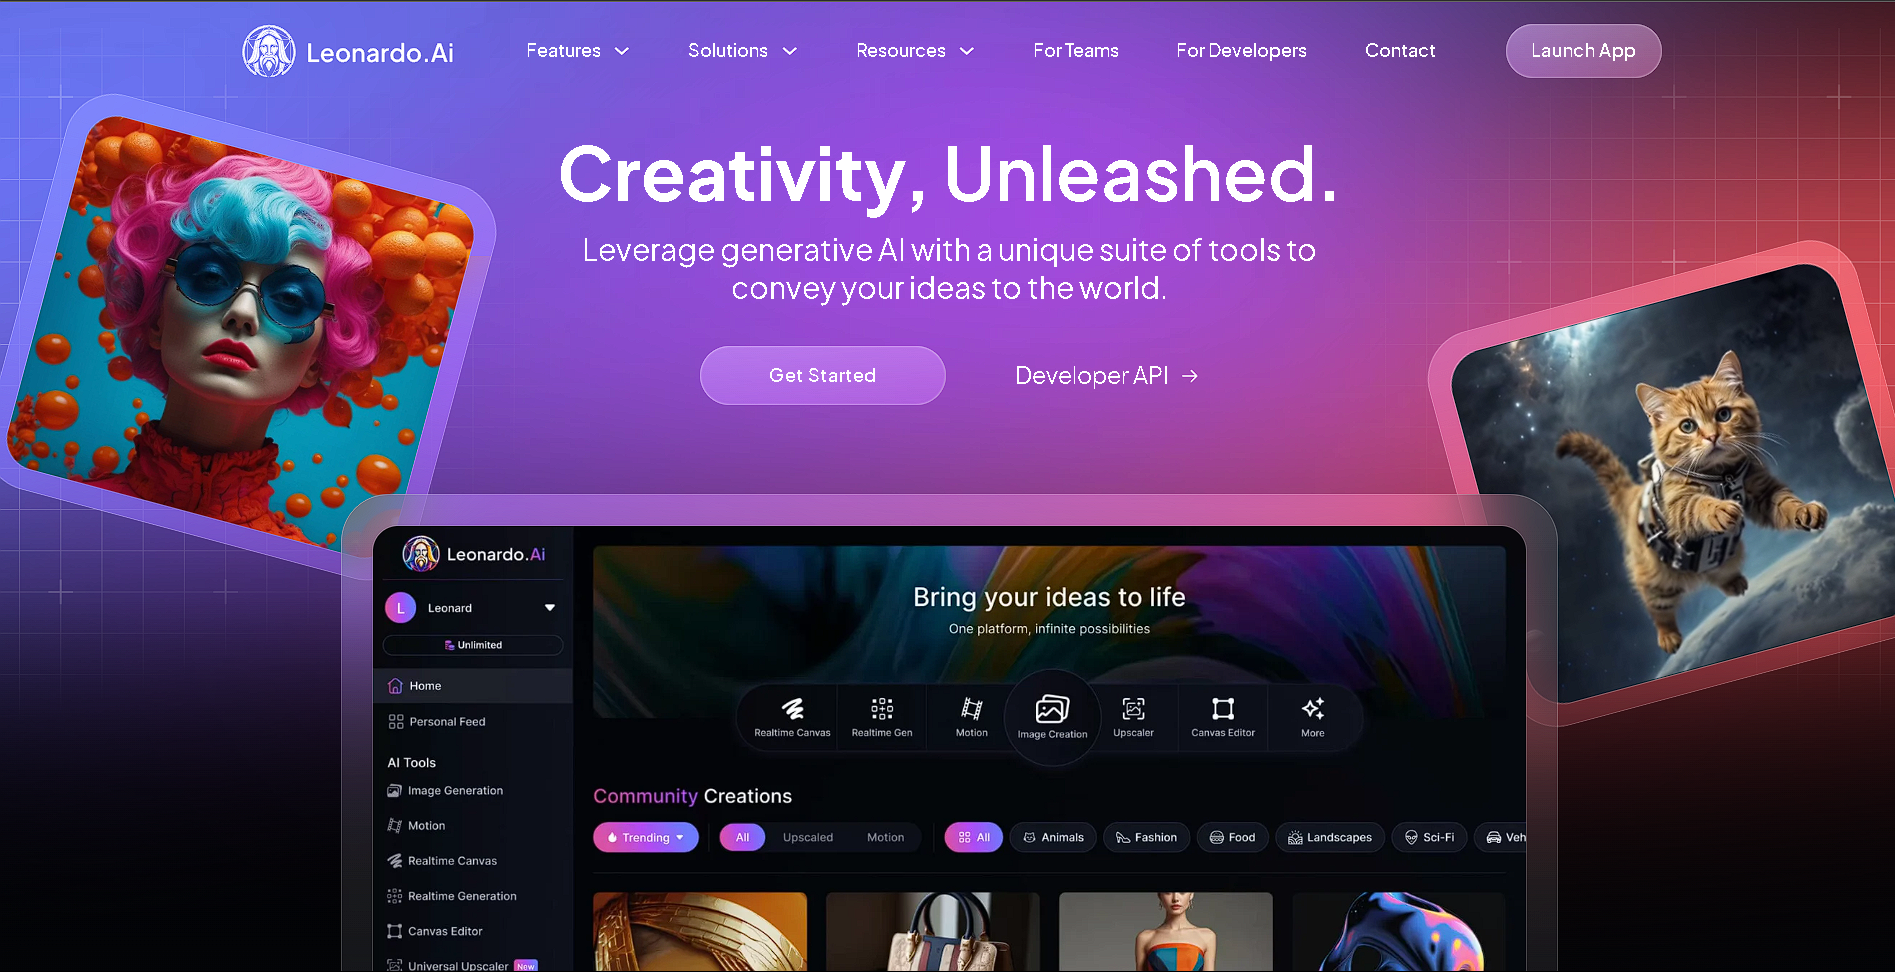 Leonardo.Ai
Features
Solutions
Resources
For Teams
For Developers
Contact
Launch App
Creativity, Unleashed.
Leverage generative AI with a unique suite of tools to
convey your ideas to the world.
Get Started
Developer API →
Leonardo.Ai
L
Leonard
Unlimited
Home
Personal Feed
AI Tools
Image Generation
Motion
Realtime Canvas
Realtime Generation
Canvas Editor
Universal Upscaler New
Bring your ideas to life
One platform, infinite possibilities
Realtime Canvas
Realtime Gen
Motion
Image Creation
Upscaler
Canvas Editor
More
Community Creations
Trending
All
Upscaled
Motion
All
Animals
Fashion
Food
Landscapes
Sci-Fi
Veh